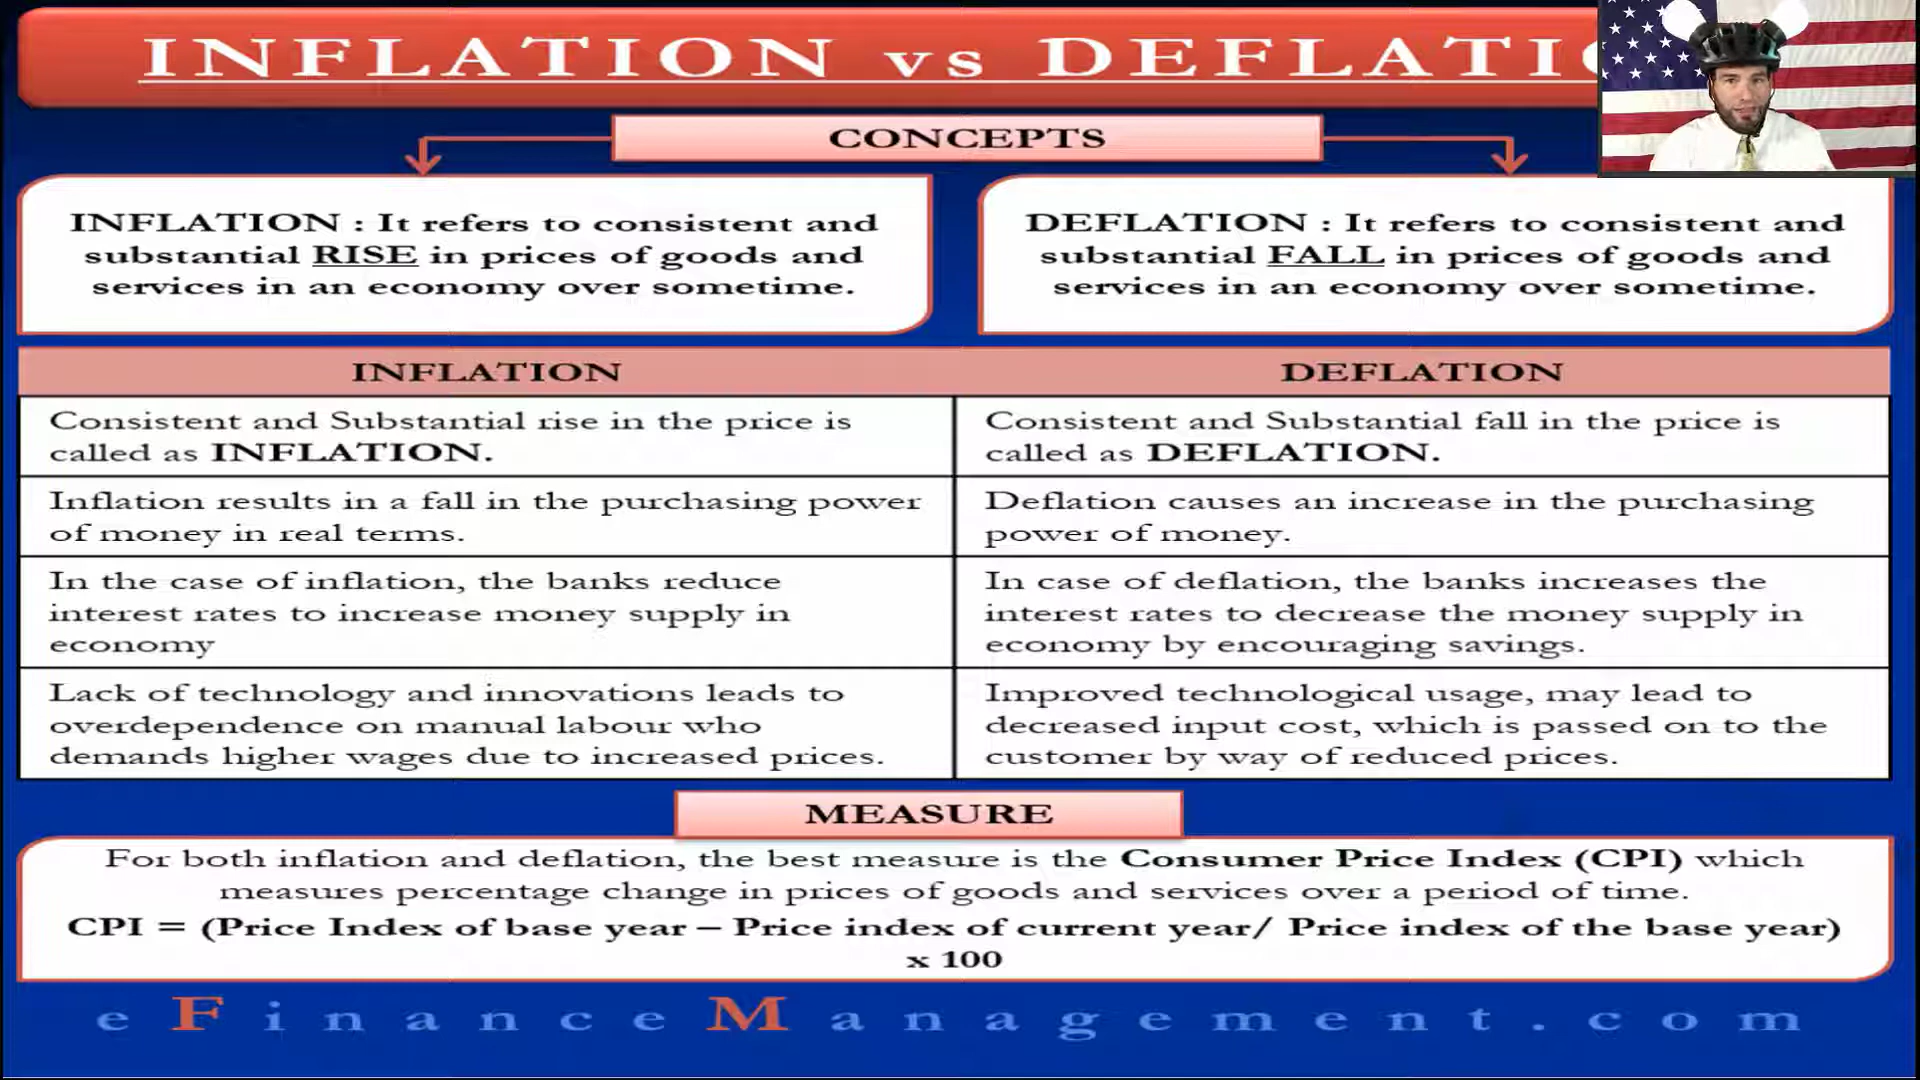 INFLATION vs DEFLATIO
CONCEPTS
INFLATION : It refers to consistent and
substantial RISE in prices of goods and
services in an economy over sometime.
DEFLATION : It refers to consistent and
substantial FALL in prices of goods and
services in an economy over sometime.
INFLATION
DEFLATION
Consistent and Substantial rise in the price is
called as INFLATION.
Consistent and Substantial fall in the price is
called as DEFLATION.
Inflation results in a fall in the purchasing power
of money in real terms.
Deflation causes an increase in the purchasing
power of money.
In the case of inflation, the banks reduce
interest rates to increase money supply in
economy
In case of deflation, the banks increases the
interest rates to decrease the money supply in
economy by encouraging savings.
Lack of technology and innovations leads to
overdependence on manual labour who
demands higher wages due to increased prices.
Improved technological usage, may lead to
decreased input cost, which is passed on to the
customer by way of reduced prices.
MEASURE
For both inflation and deflation, the best measure is the Consumer Price Index (CPI) which
measures percentage change in prices of goods and services over a period of time.
CPI = (Price Index of base year – Price index of current year/ Price index of the base year)
x 100
eFinanceManagement.com